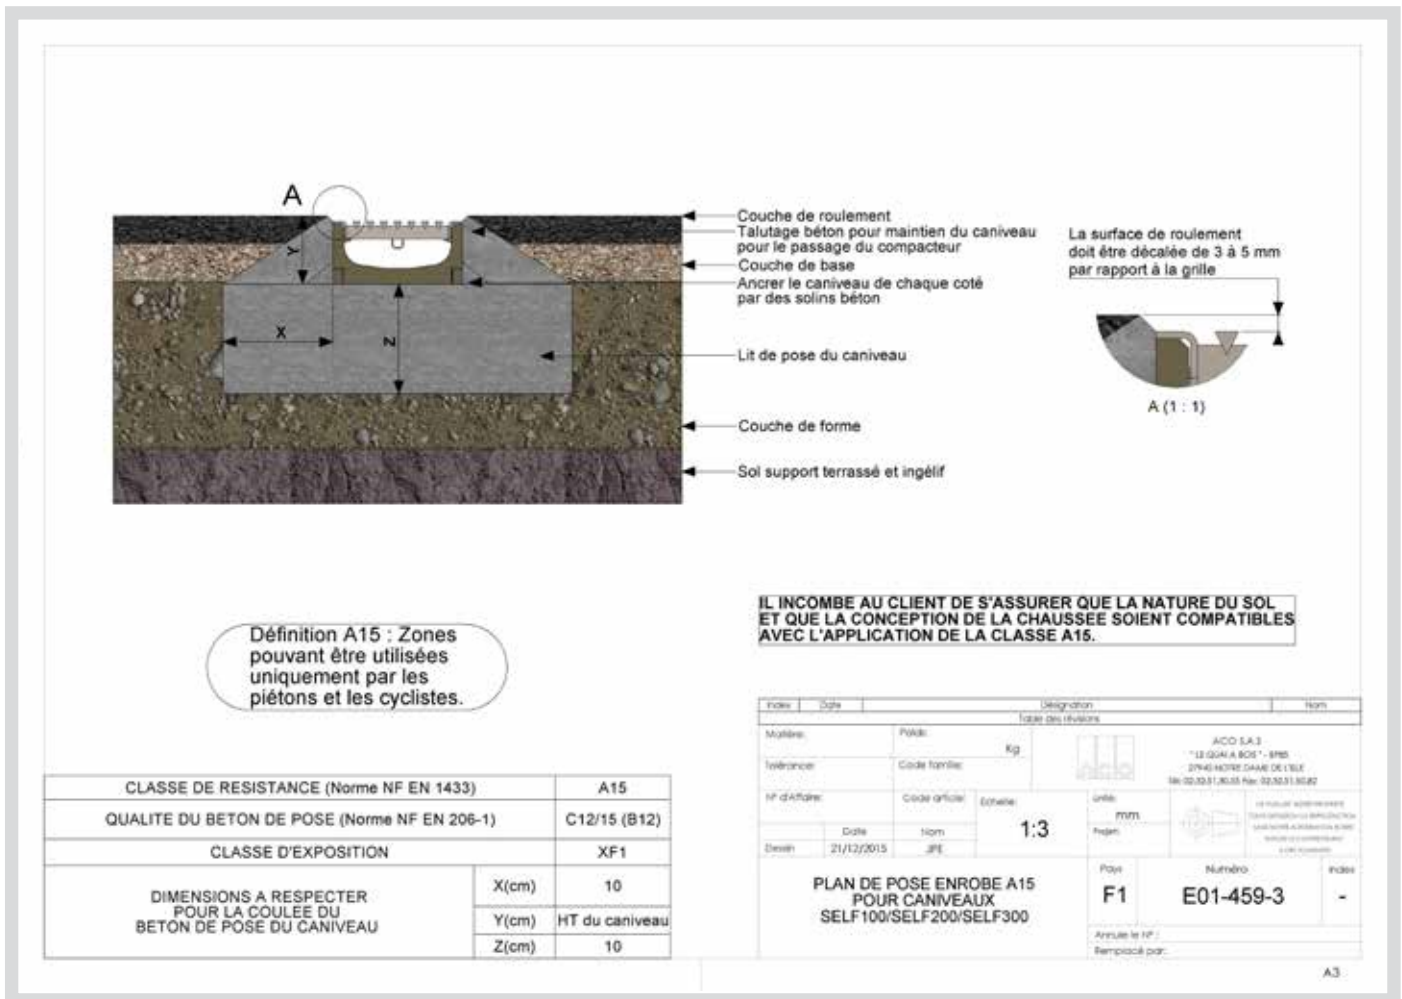 A
Y
X
Z
Couche de roulement
Talutage béton pour maintien du caniveau
pour le passage du compacteur
Couche de base
Ancrer le caniveau de chaque coté
par des solins béton
Lit de pose du caniveau
Couche de forme
Sol support terrassé et ingélif
La surface de roulement
doit être décalée de 3 à 5 mm
par rapport à la grille
A (1 : 1)
Définition A15 : Zones
pouvant être utilisées
uniquement par les
piétons et les cyclistes.
IL INCOMBE AU CLIENT DE S'ASSURER QUE LA NATURE DU SOL
ET QUE LA CONCEPTION DE LA CHAUSSEE SOIENT COMPATIBLES
AVEC L'APPLICATION DE LA CLASSE A15.
CLASSE DE RESISTANCE (Norme NF EN 1433) A15
QUALITE DU BETON DE POSE (Norme NF EN 206-1) C12/15 (B12)
CLASSE D'EXPOSITION XF1
DIMENSIONS A RESPECTER
POUR LA COULEE DU
BETON DE POSE DU CANIVEAU
X(cm) 10
Y(cm) HT du caniveau
Z(cm) 10
Index Date Désignation Nom
Table des révisions
Matière: Poids: Kg
Tolérance: Code famille:
N° d'Affaire: Code article: Echelle: 1:3
Unité: mm
Projet:
Date Nom
Dessin 21/12/2015 JPE
ACO S.A.S
" LE QUAI A BOIS "
27940 NOTRE DAME DE L'ISLE
PLAN DE POSE ENROBE A15
POUR CANIVEAUX
SELF100/SELF200/SELF300
Pays Numéro Index
F1 E01-459-3 -
Annule le N° :
Remplacé par:
A3